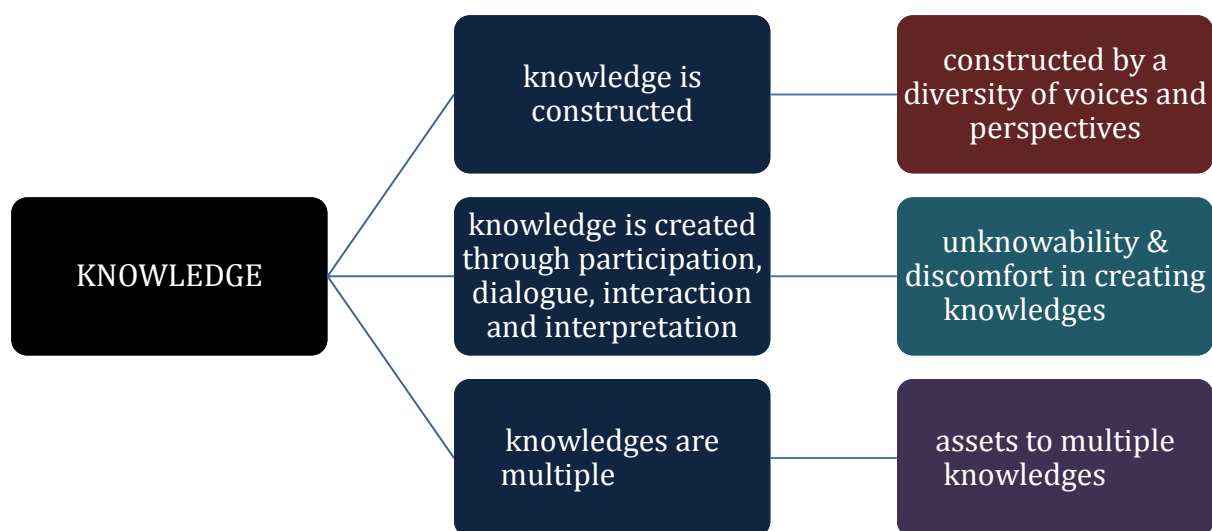 KNOWLEDGE
knowledge is
constructed
constructed by a
diversity of voices and
perspectives
knowledge is created
through participation,
dialogue, interaction
and interpretation
unknowability &
discomfort in creating
knowledges
knowledges are
multiple
assets to multiple
knowledges